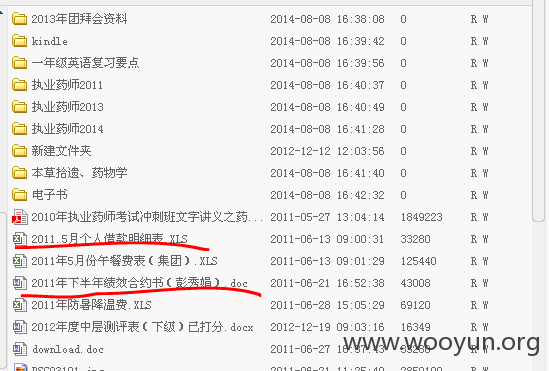 2013年团拜会资料 2014-08-08 16:38:08 0 R W
kindle 2014-08-08 16:39:42 0 R W
一年级英语复习要点 2014-08-08 16:39:56 0 R W
执业药师2011 2014-08-08 16:40:37 0 R W
执业药师2013 2014-08-08 16:40:49 0 R W
执业药师2014 2014-08-08 16:41:28 0 R W
新建文件夹 2012-12-12 12:03:56 0 R W
本草拾遗、药物学 2014-08-08 16:41:40 0 R W
电子书 2014-08-08 16:42:32 0 R W
2010年执业药师考试冲刺班文字讲义之药... 2011-05-27 13:04:14 1849223 R W
2011.5月个人借款明细表.XLS 2011-06-13 09:00:31 33280 R W
2011年5月份午餐费表(集团).XLS 2011-06-13 09:01:29 125440 R W
2011年下半年绩效合约书(彭秀娟).doc 2011-06-21 16:52:38 43008 R W
2011年防暑降温费.XLS 2011-06-28 15:05:29 69120 R W
2012年度中层测评表(下级)已打分.docx 2012-12-19 09:03:16 16349 R W
download.doc 2011-06-27 R W
www.wooyun.org